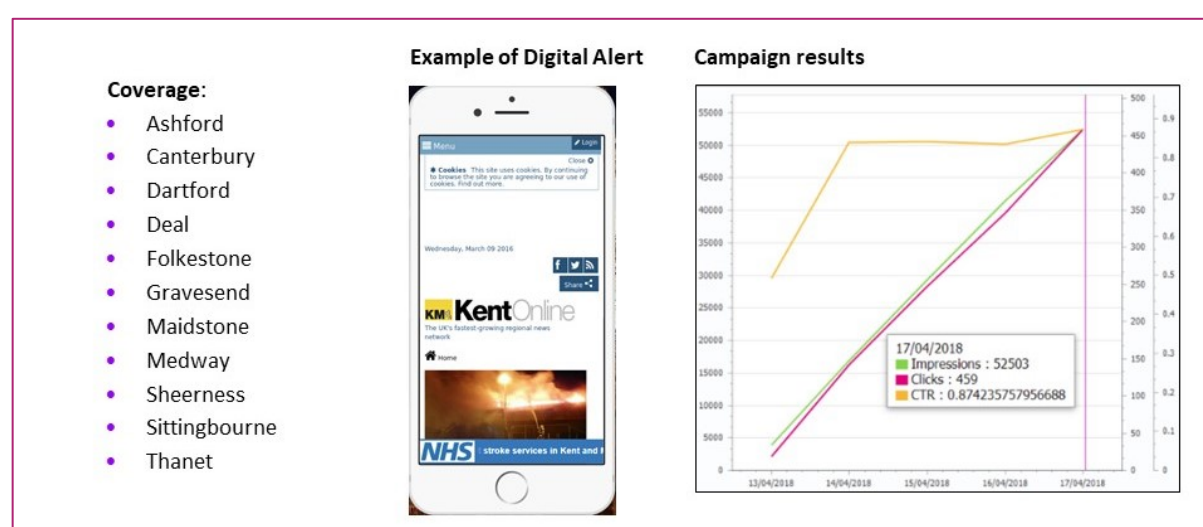 Coverage:
Ashford
Canterbury
Dartford
Deal
Folkestone
Gravesend
Maidstone
Medway
Sheerness
Sittingbourne
Thanet
Example of Digital Alert
Menu
Login
Close
Cookies This site uses cookies. By continuing
to browse the site you are agreeing to our use of
cookies. Find out more.
Wednesday, March 09 2016
Share
KM KentOnline
The UK's fastest-growing regional news
network
Home
NHS stroke services in Kent and
Campaign results
55000
50000
45000
40000
35000
30000
25000
20000
15000
10000
5000
0
500
450
400
350
300
250
200
150
100
50
0
0.9
0.8
0.7
0.6
0.5
0.4
0.3
0.2
0.1
0
17/04/2018
Impressions : 52503
Clicks : 459
CTR : 0.874235757956688
13/04/2018
14/04/2018
15/04/2018
16/04/2018
17/04/2018